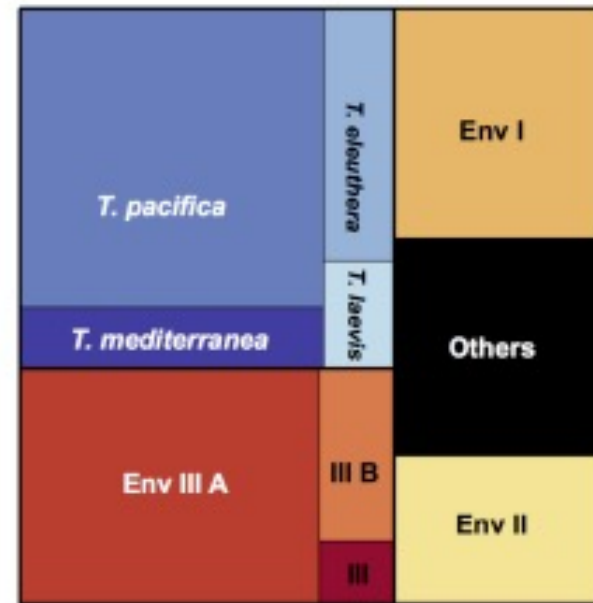 T. pacifica
T. eleuthera
Env I
T. mediterranea
T. laevis
Others
Env III A
III B
Env II
III